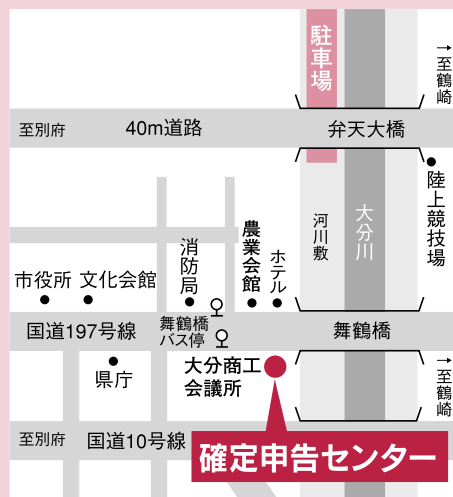 駐車場
→至鶴崎
至別府
40m道路
弁天大橋
陸上競技場
大分川
河川敷
ホテル
農業会館
消防局
市役所
文化会館
国道197号線
舞鶴橋
バス停
舞鶴橋
県庁
大分商工
会議所
→至鶴崎
至別府
国道10号線
確定申告センター